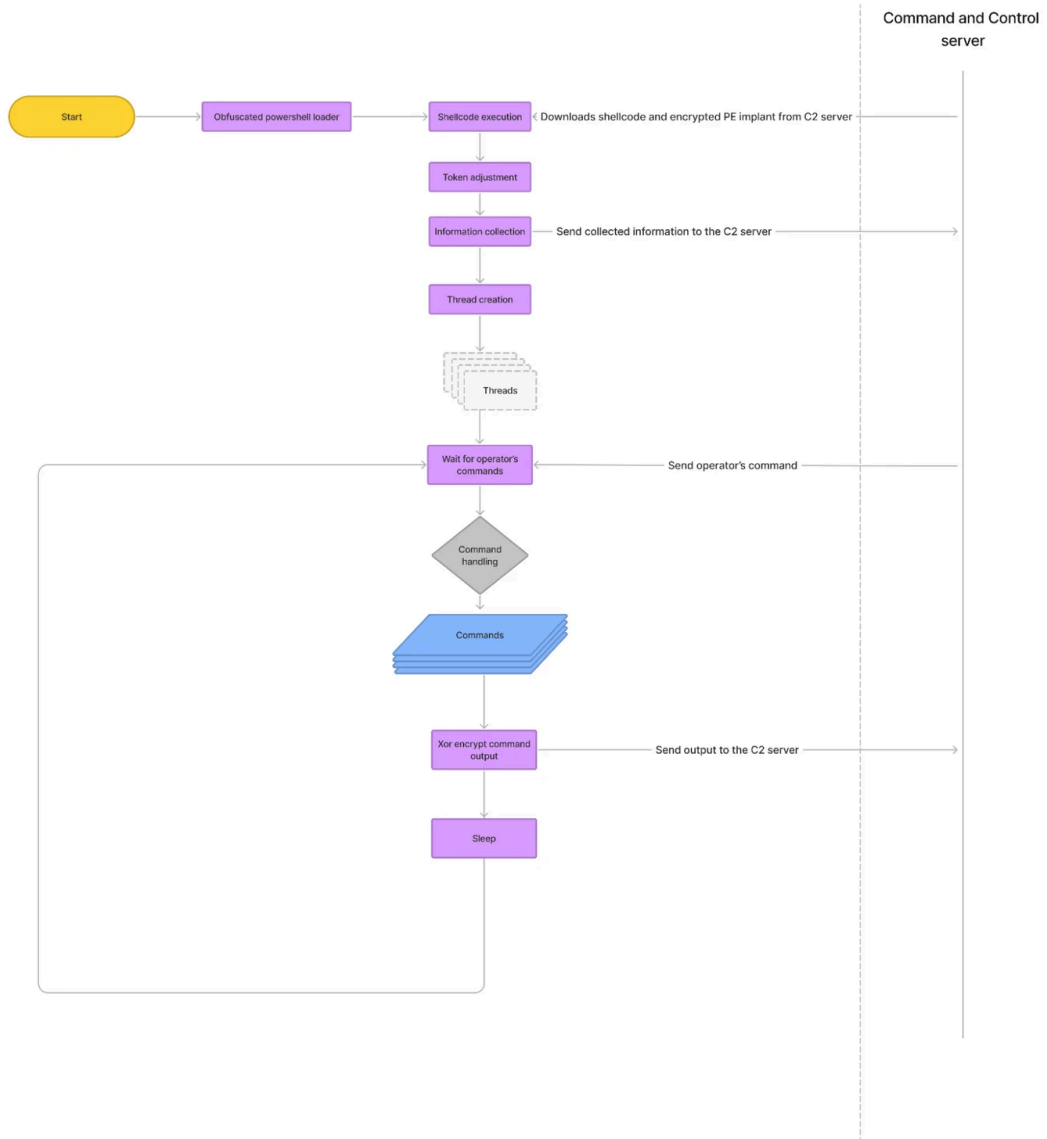 Command and Control
server
Start
Obfuscated powershell loader
Shellcode execution
Downloads shellcode and encrypted PE implant from C2 server
Token adjustment
Information collection
Send collected information to the C2 server
Thread creation
Threads
Wait for operator's
commands
Send operator's command
Command
handling
Commands
Xor encrypt command
output
Send output to the C2 server
Sleep